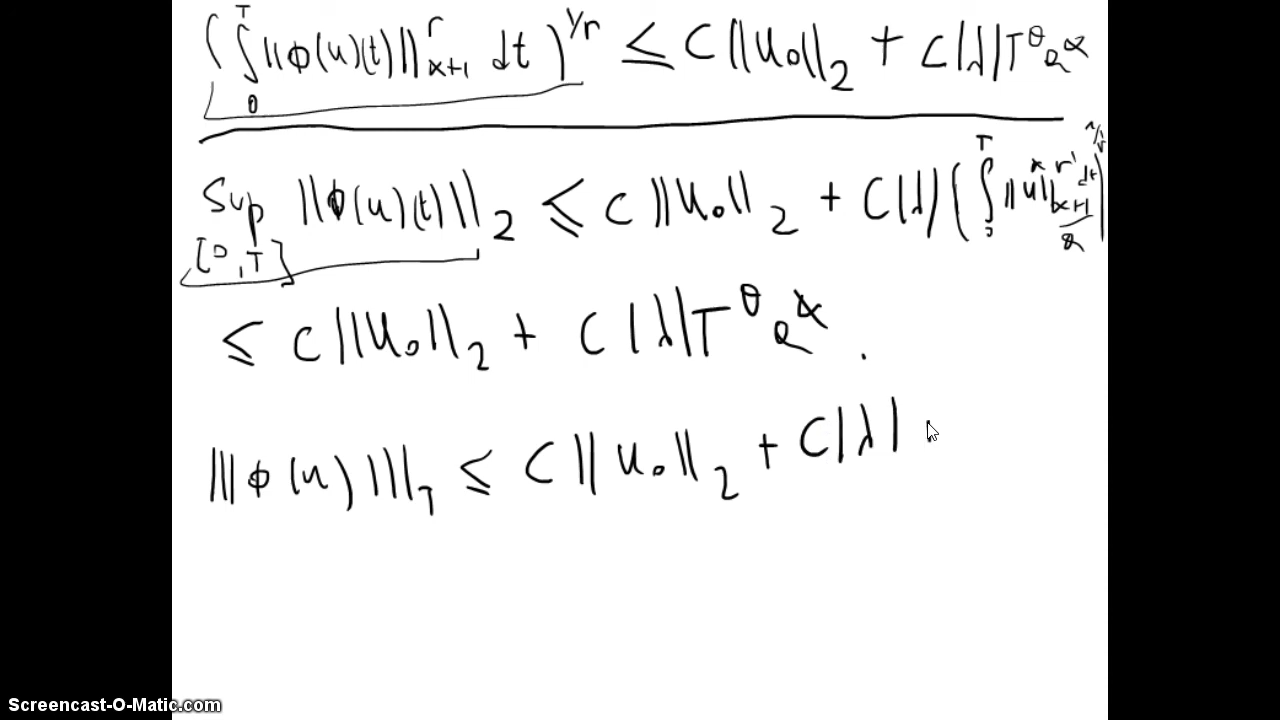 ( ∫₀ᵀ ||Φ(u)(t)||ʳ_{α+1} dt )^{1/r} ≤ C ||u₀||₂ + C|λ|T^θ a^α
Sup_{[0,T]} ||Φ(u)(t)||₂ ≤ C ||u₀||₂ + C|λ| ( ∫₀ᵀ ||u^α||^{r'}_{(α+1)/α} dt )^{1/r'}
≤ C ||u₀||₂ + C|λ|T^θ a^α .
|||Φ(u)|||_T ≤ C ||u₀||₂ + C|λ|
Screencast-O-Matic.com